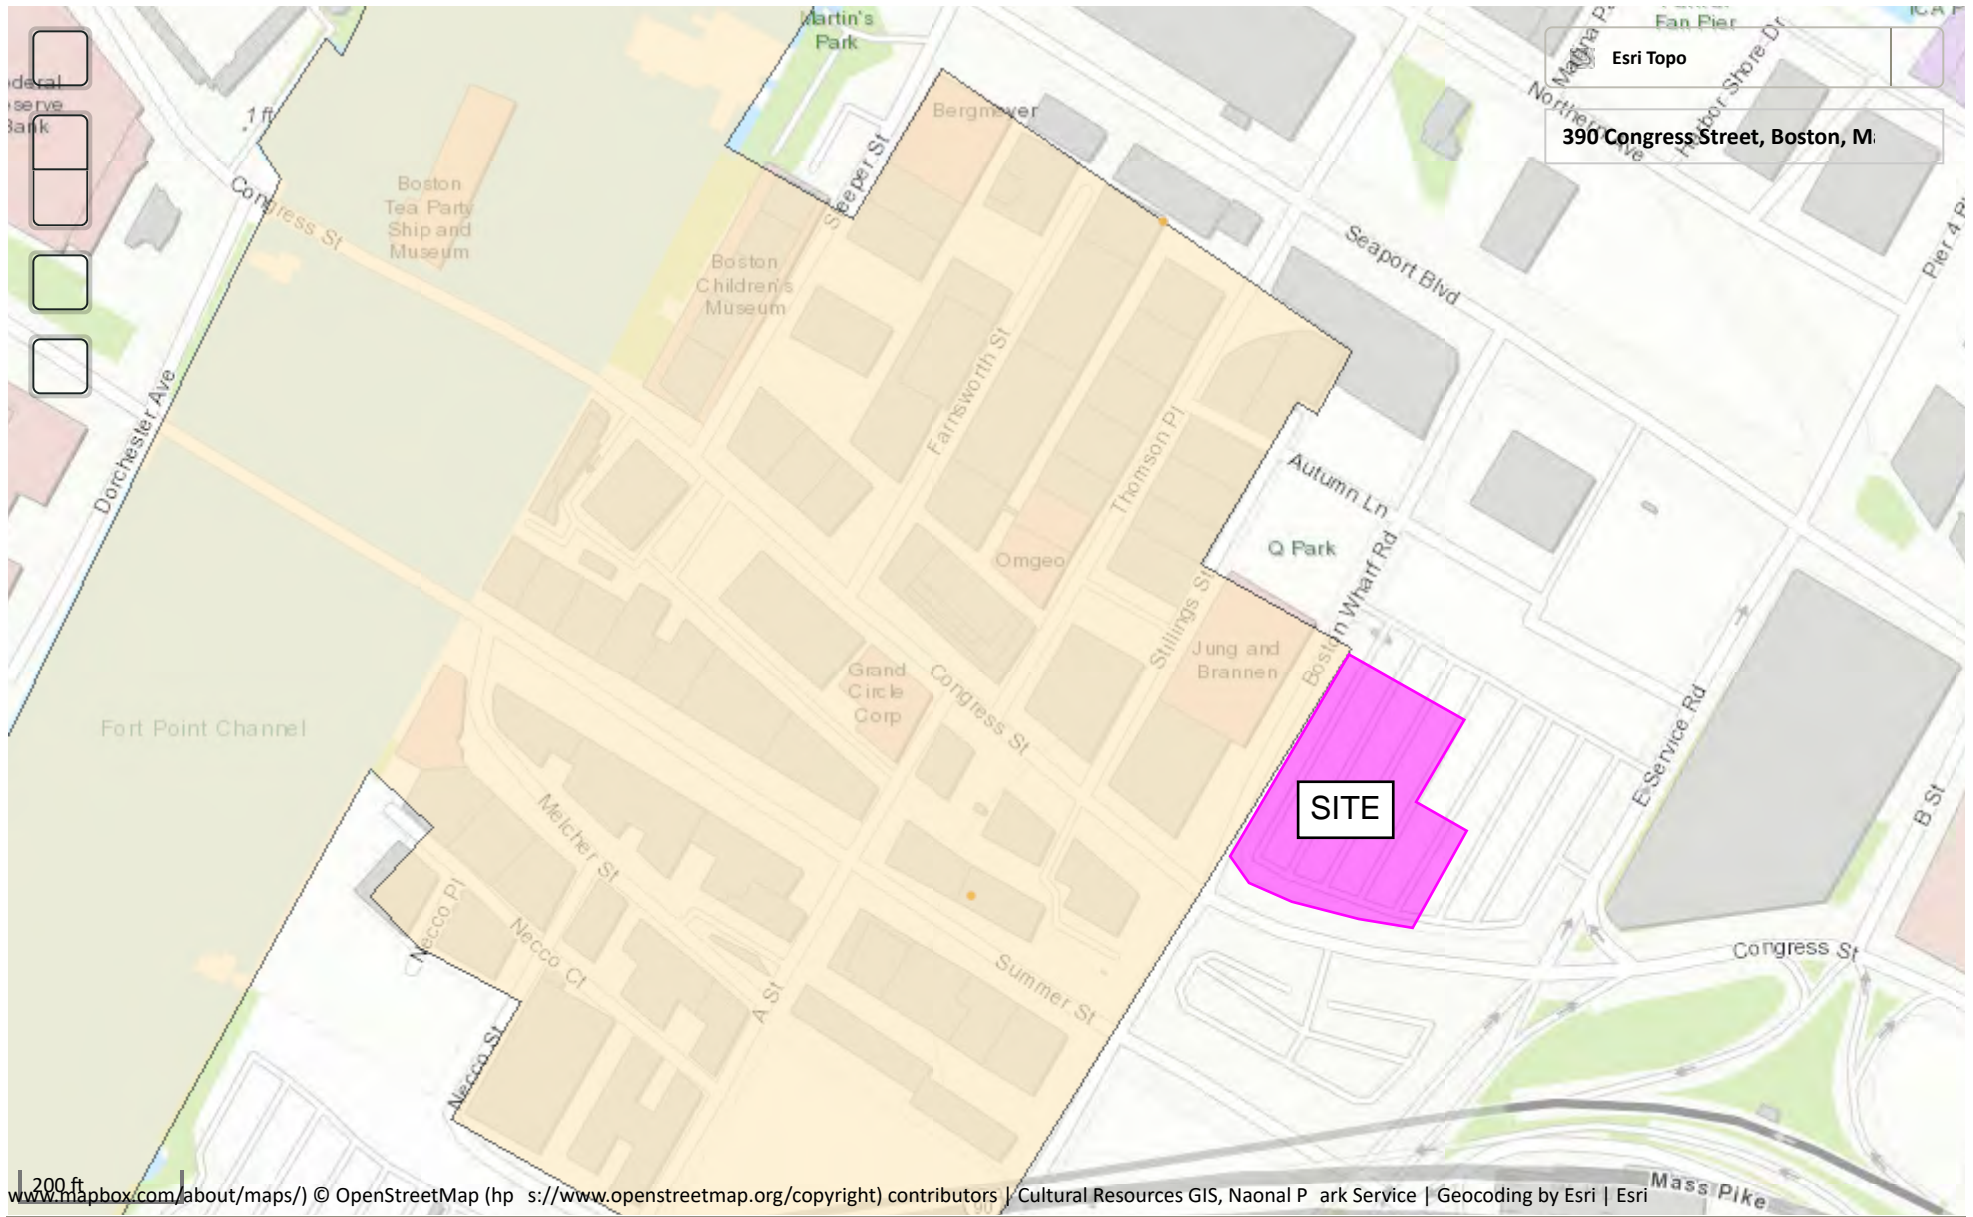 Martin's
Park
Fan Pier
Esri Topo
390 Congress Street, Boston, Ma
Harbor Shore Dr
Northern Ave
Pier 4
serve
Bank
1 ft
Bergmeyer
Sleeper St
Congress St
Boston
Tea Party
Ship and
Museum
Boston
Children's
Museum
Seaport Blvd
Dorchester Ave
Farnsworth St
Thomson Pl
Autumn Ln
Q Park
Boston Wharf Rd
Omgeo
Stillings St
Jung and
Brannen
Grand
Circle
Corp
Congress St
Fort Point Channel
E Service Rd
B St
SITE
Melcher St
Necco Pl
Necco Ct
A St
Summer St
Congress St
Necco St
Mass Pike
200 ft
90
www.mapbox.com/about/maps/) © OpenStreetMap (hp s://www.openstreetmap.org/copyright) contributors | Cultural Resources GIS, Naonal P ark Service | Geocoding by Esri | Esri